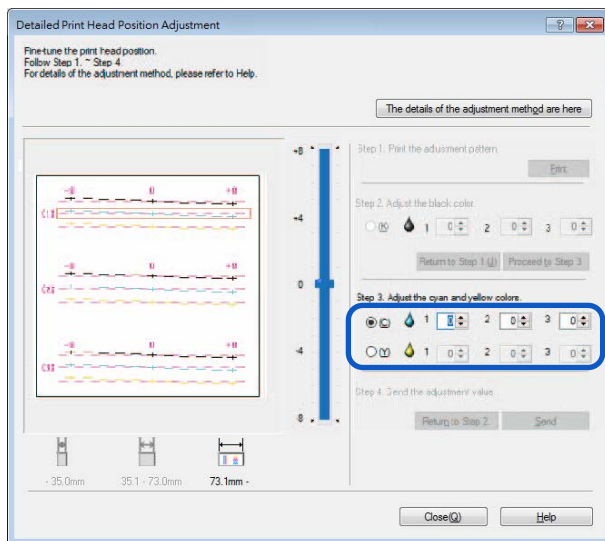 Detailed Print Head Position Adjustment
Fine-tune the print head position.
Follow Step 1. ~ Step 4.
For details of the adjustment method, please refer to Help.
The details of the adjustment method are here
Step 1. Print the adjustment pattern.
Print
Step 2. Adjust the black color.
(K) 1 0 2 0 3 0
Return to Step 1.(J) Proceed to Step 3.
Step 3. Adjust the cyan and yellow colors.
(C) 1 0 2 0 3 0
(Y) 1 0 2 0 3 0
Step 4. Send the adjustment value.
Return to Step 2. Send
+8
+4
0
-4
-8
-8 0 +8
C1
-8 0 +8
C2
-8 0 +8
C3
- 35.0mm 35.1 - 73.0mm 73.1mm -
Close(Q) Help